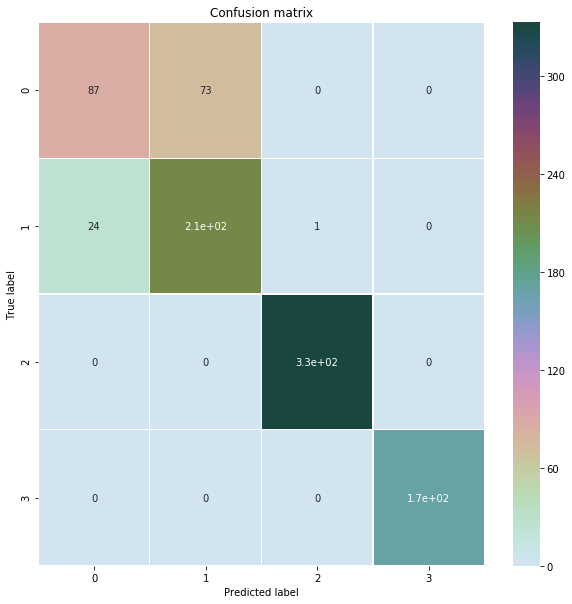 Confusion matrix
0 87 73 0 0
1 24 2.1e+02 1 0
2 0 0 3.3e+02 0
3 0 0 0 1.7e+02
0 1 2 3
True label
Predicted label
320
240
180
120
60
0